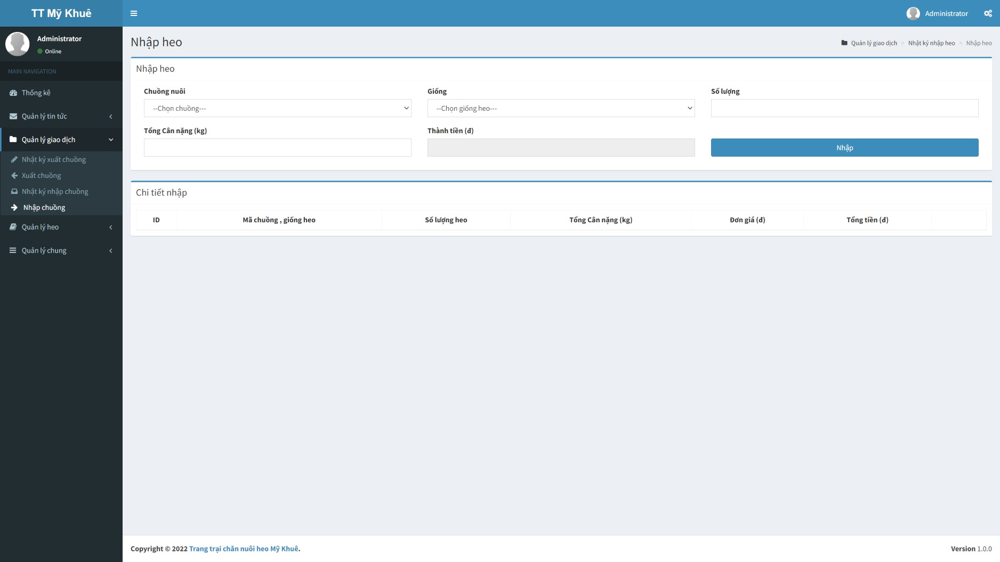 TT Mỹ Khuê
Administrator
Administrator
Online
MAIN NAVIGATION
Thống kê
Quản lý tin tức
Quản lý giao dịch
Nhật ký xuất chuồng
Xuất chuồng
Nhật ký nhập chuồng
Nhập chuồng
Quản lý heo
Quản lý chung
Nhập heo
Quản lý giao dịch > Nhật ký nhập heo > Nhập heo
Nhập heo
Chuồng nuôi Giống Số lượng
--Chọn chuồng--- --Chọn giống heo---
Tổng Cân nặng (kg) Thành tiền (đ)
Nhập
Chi tiết nhập
ID Mã chuồng , giống heo Số lượng heo Tổng Cân nặng (kg) Đơn giá (đ) Tổng tiền (đ)
Copyright © 2022 Trang trại chăn nuôi heo Mỹ Khuê. Version 1.0.0